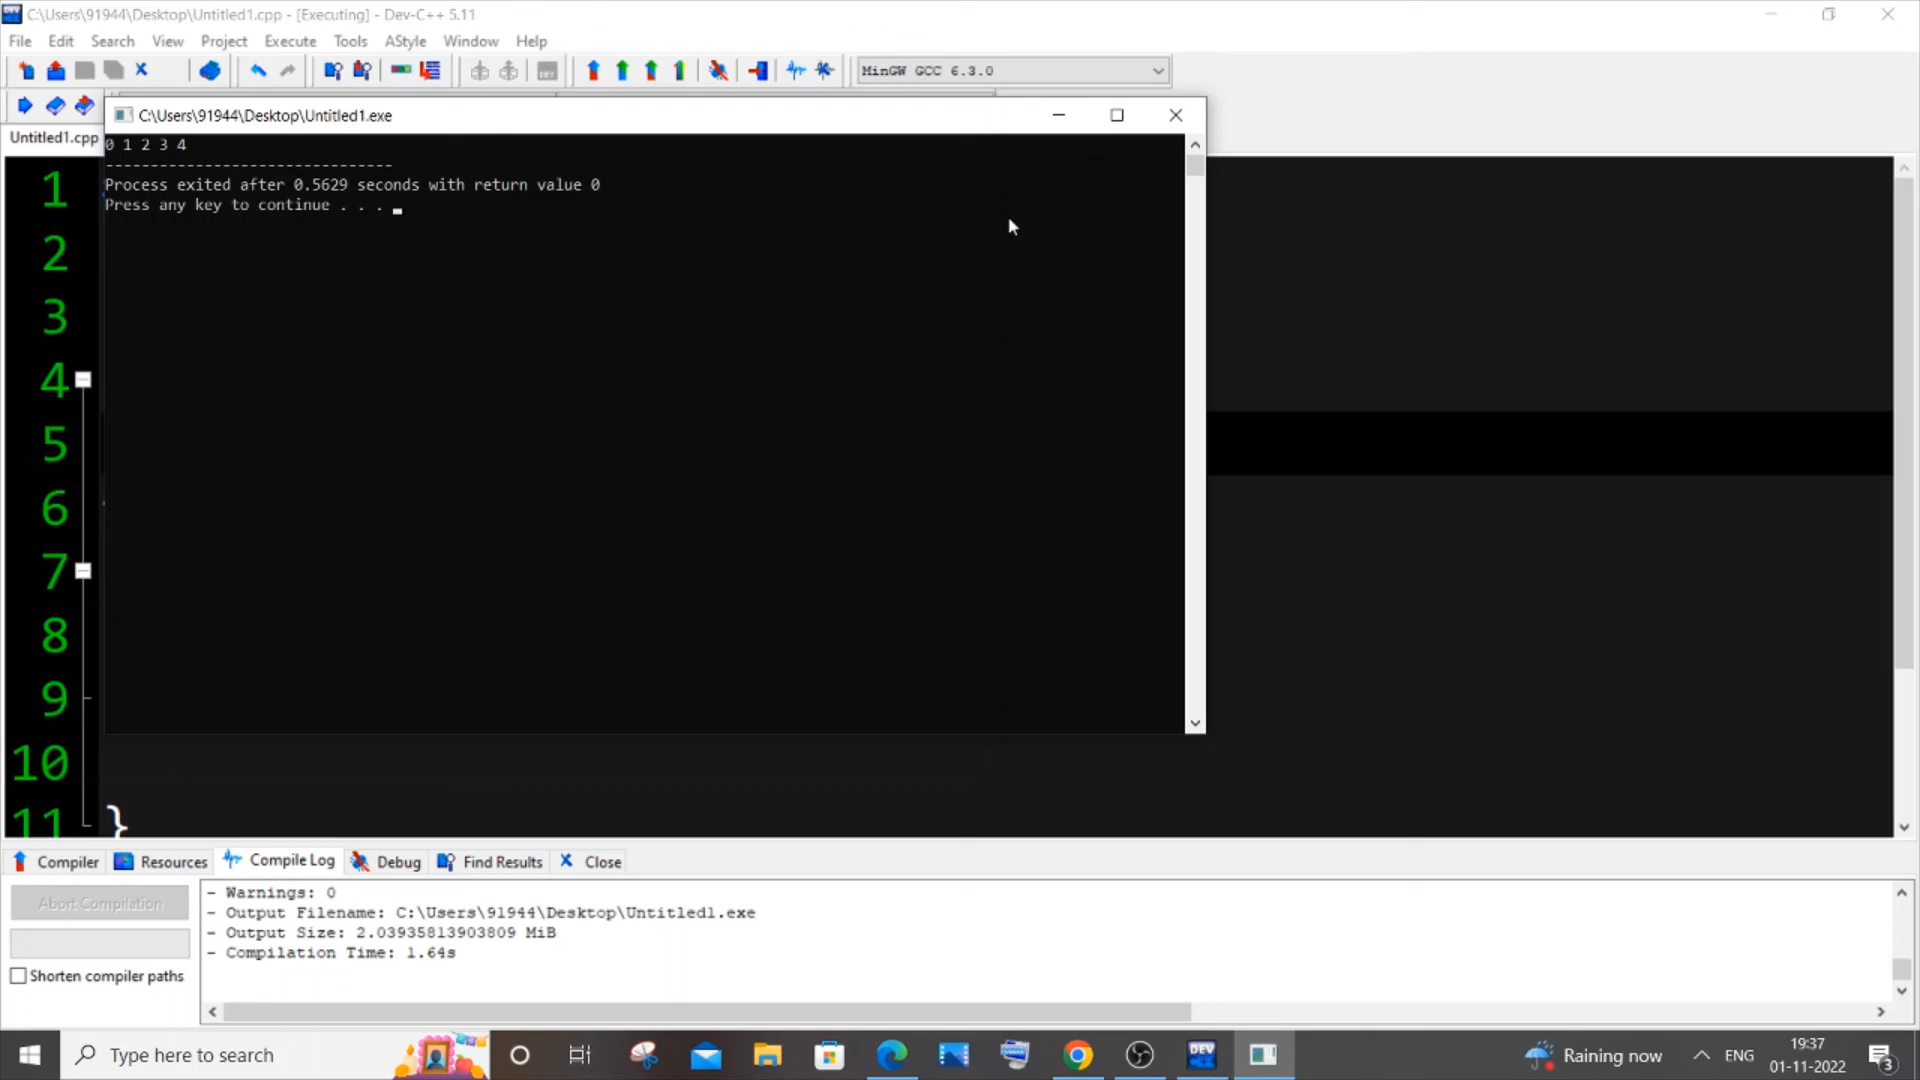 C:\Users\91944\Desktop\Untitled1.cpp - [Executing] - Dev-C++ 5.11
File Edit Search View Project Execute Tools AStyle Window Help
MinGW GCC 6.3.0
C:\Users\91944\Desktop\Untitled1.exe
Untitled1.cpp
0 1 2 3 4
--------------------------------
Process exited after 0.5629 seconds with return value 0
Press any key to continue . . .
1
2
3
4
5
6
7
8
9
10
11 }
Compiler Resources Compile Log Debug Find Results Close
Abort Compilation
Shorten compiler paths
- Warnings: 0
- Output Filename: C:\Users\91944\Desktop\Untitled1.exe
- Output Size: 2.03935813903809 MiB
- Compilation Time: 1.64s
Type here to search
DEV
Raining now
ENG
19:37
01-11-2022
3